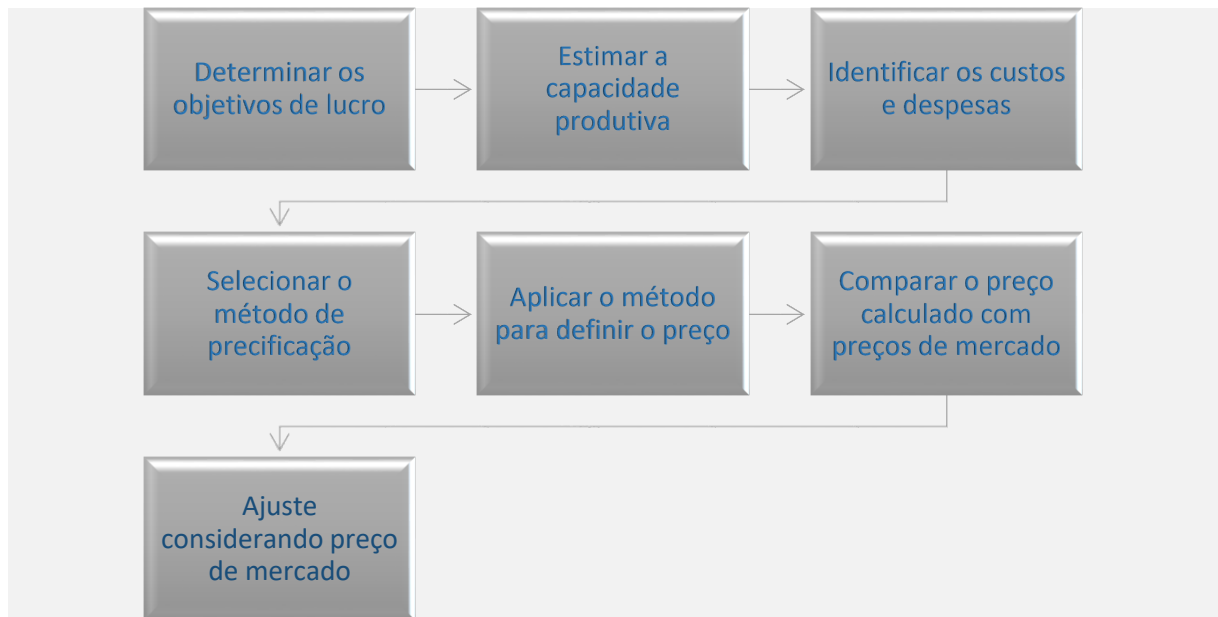 Determinar os
objetivos de lucro
Estimar a
capacidade
produtiva
Identificar os custos
e despesas
Selecionar o
método de
precificação
Aplicar o método
para definir o preço
Comparar o preço
calculado com
preços de mercado
Ajuste
considerando preço
de mercado